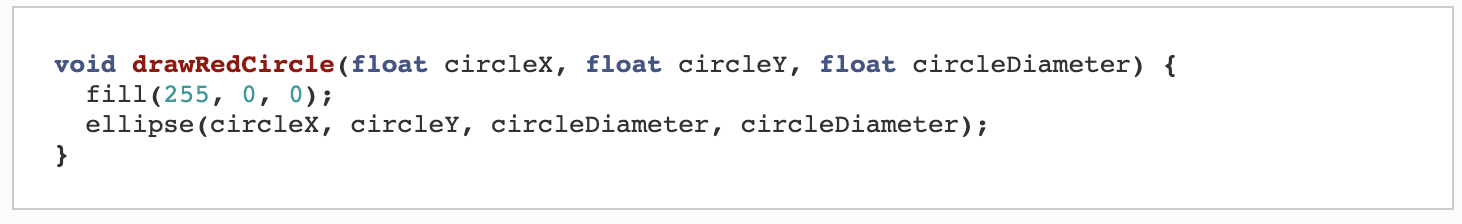 void drawRedCircle(float circleX, float circleY, float circleDiameter) {
  fill(255, 0, 0);
  ellipse(circleX, circleY, circleDiameter, circleDiameter);
}